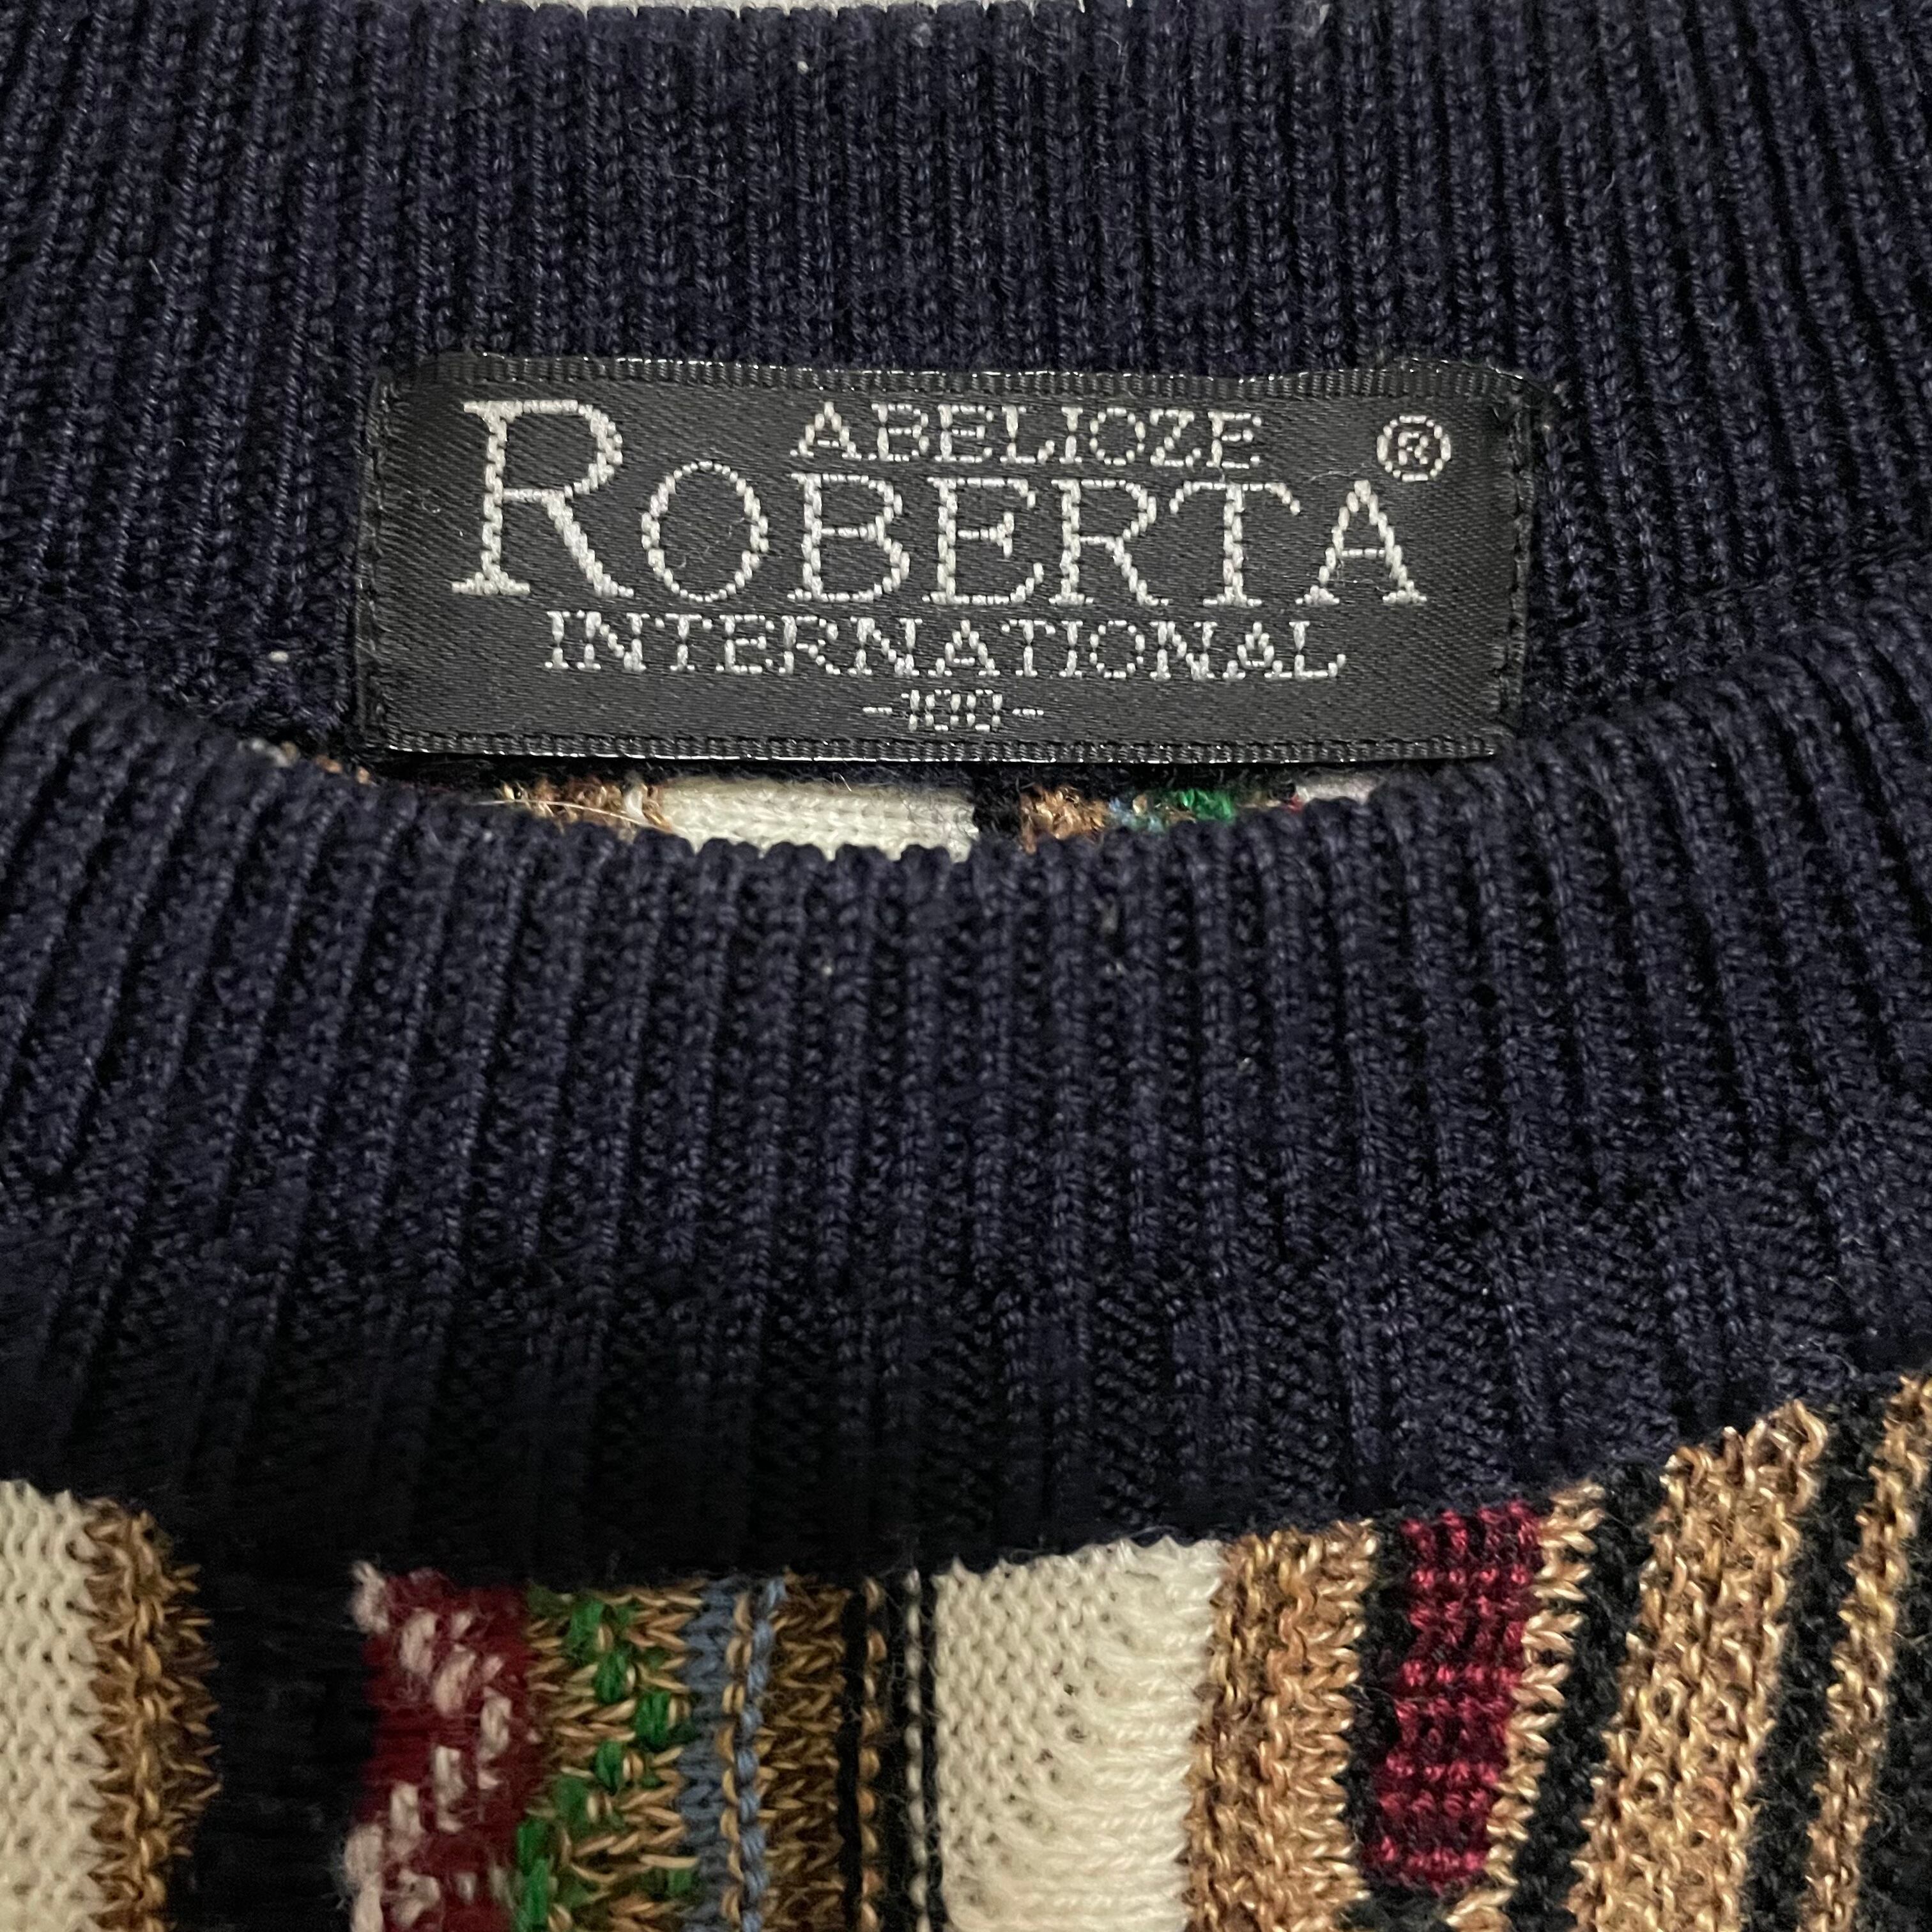 ABELIOZE
ROBERTA ®
INTERNATIONAL
-100-